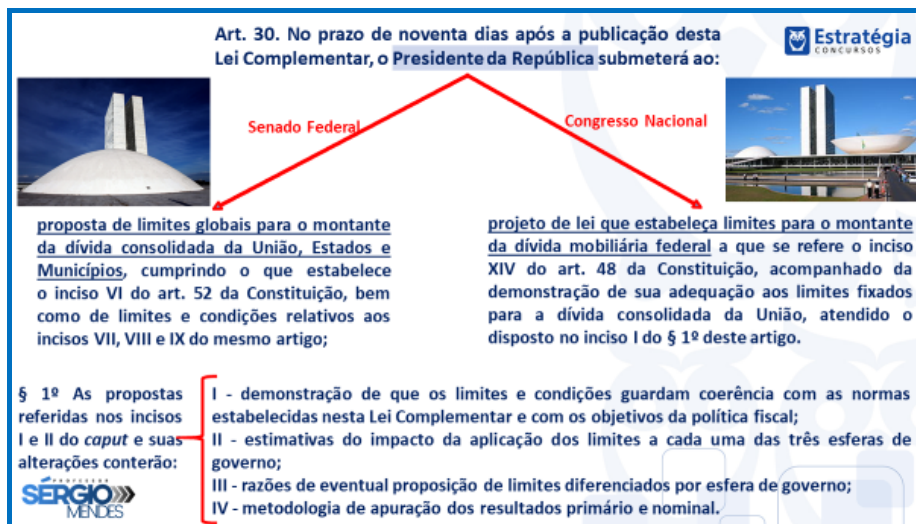 Art. 30. No prazo de noventa dias após a publicação desta
Lei Complementar, o Presidente da República submeterá ao:
Estratégia
CONCURSOS
Senado Federal
Congresso Nacional
proposta de limites globais para o montante
da dívida consolidada da União, Estados e
Municípios, cumprindo o que estabelece
o inciso VI do art. 52 da Constituição, bem
como de limites e condições relativos aos
incisos VII, VIII e IX do mesmo artigo;
projeto de lei que estabeleça limites para o montante
da dívida mobiliária federal a que se refere o inciso
XIV do art. 48 da Constituição, acompanhado da
demonstração de sua adequação aos limites fixados
para a dívida consolidada da União, atendido o
disposto no inciso I do § 1º deste artigo.
§ 1º As propostas
referidas nos incisos
I e II do caput e suas
alterações conterão:
I - demonstração de que os limites e condições guardam coerência com as normas
estabelecidas nesta Lei Complementar e com os objetivos da política fiscal;
II - estimativas do impacto da aplicação dos limites a cada uma das três esferas de
governo;
III - razões de eventual proposição de limites diferenciados por esfera de governo;
IV - metodologia de apuração dos resultados primário e nominal.
PROFESSOR
SÉRGIO
MENDES